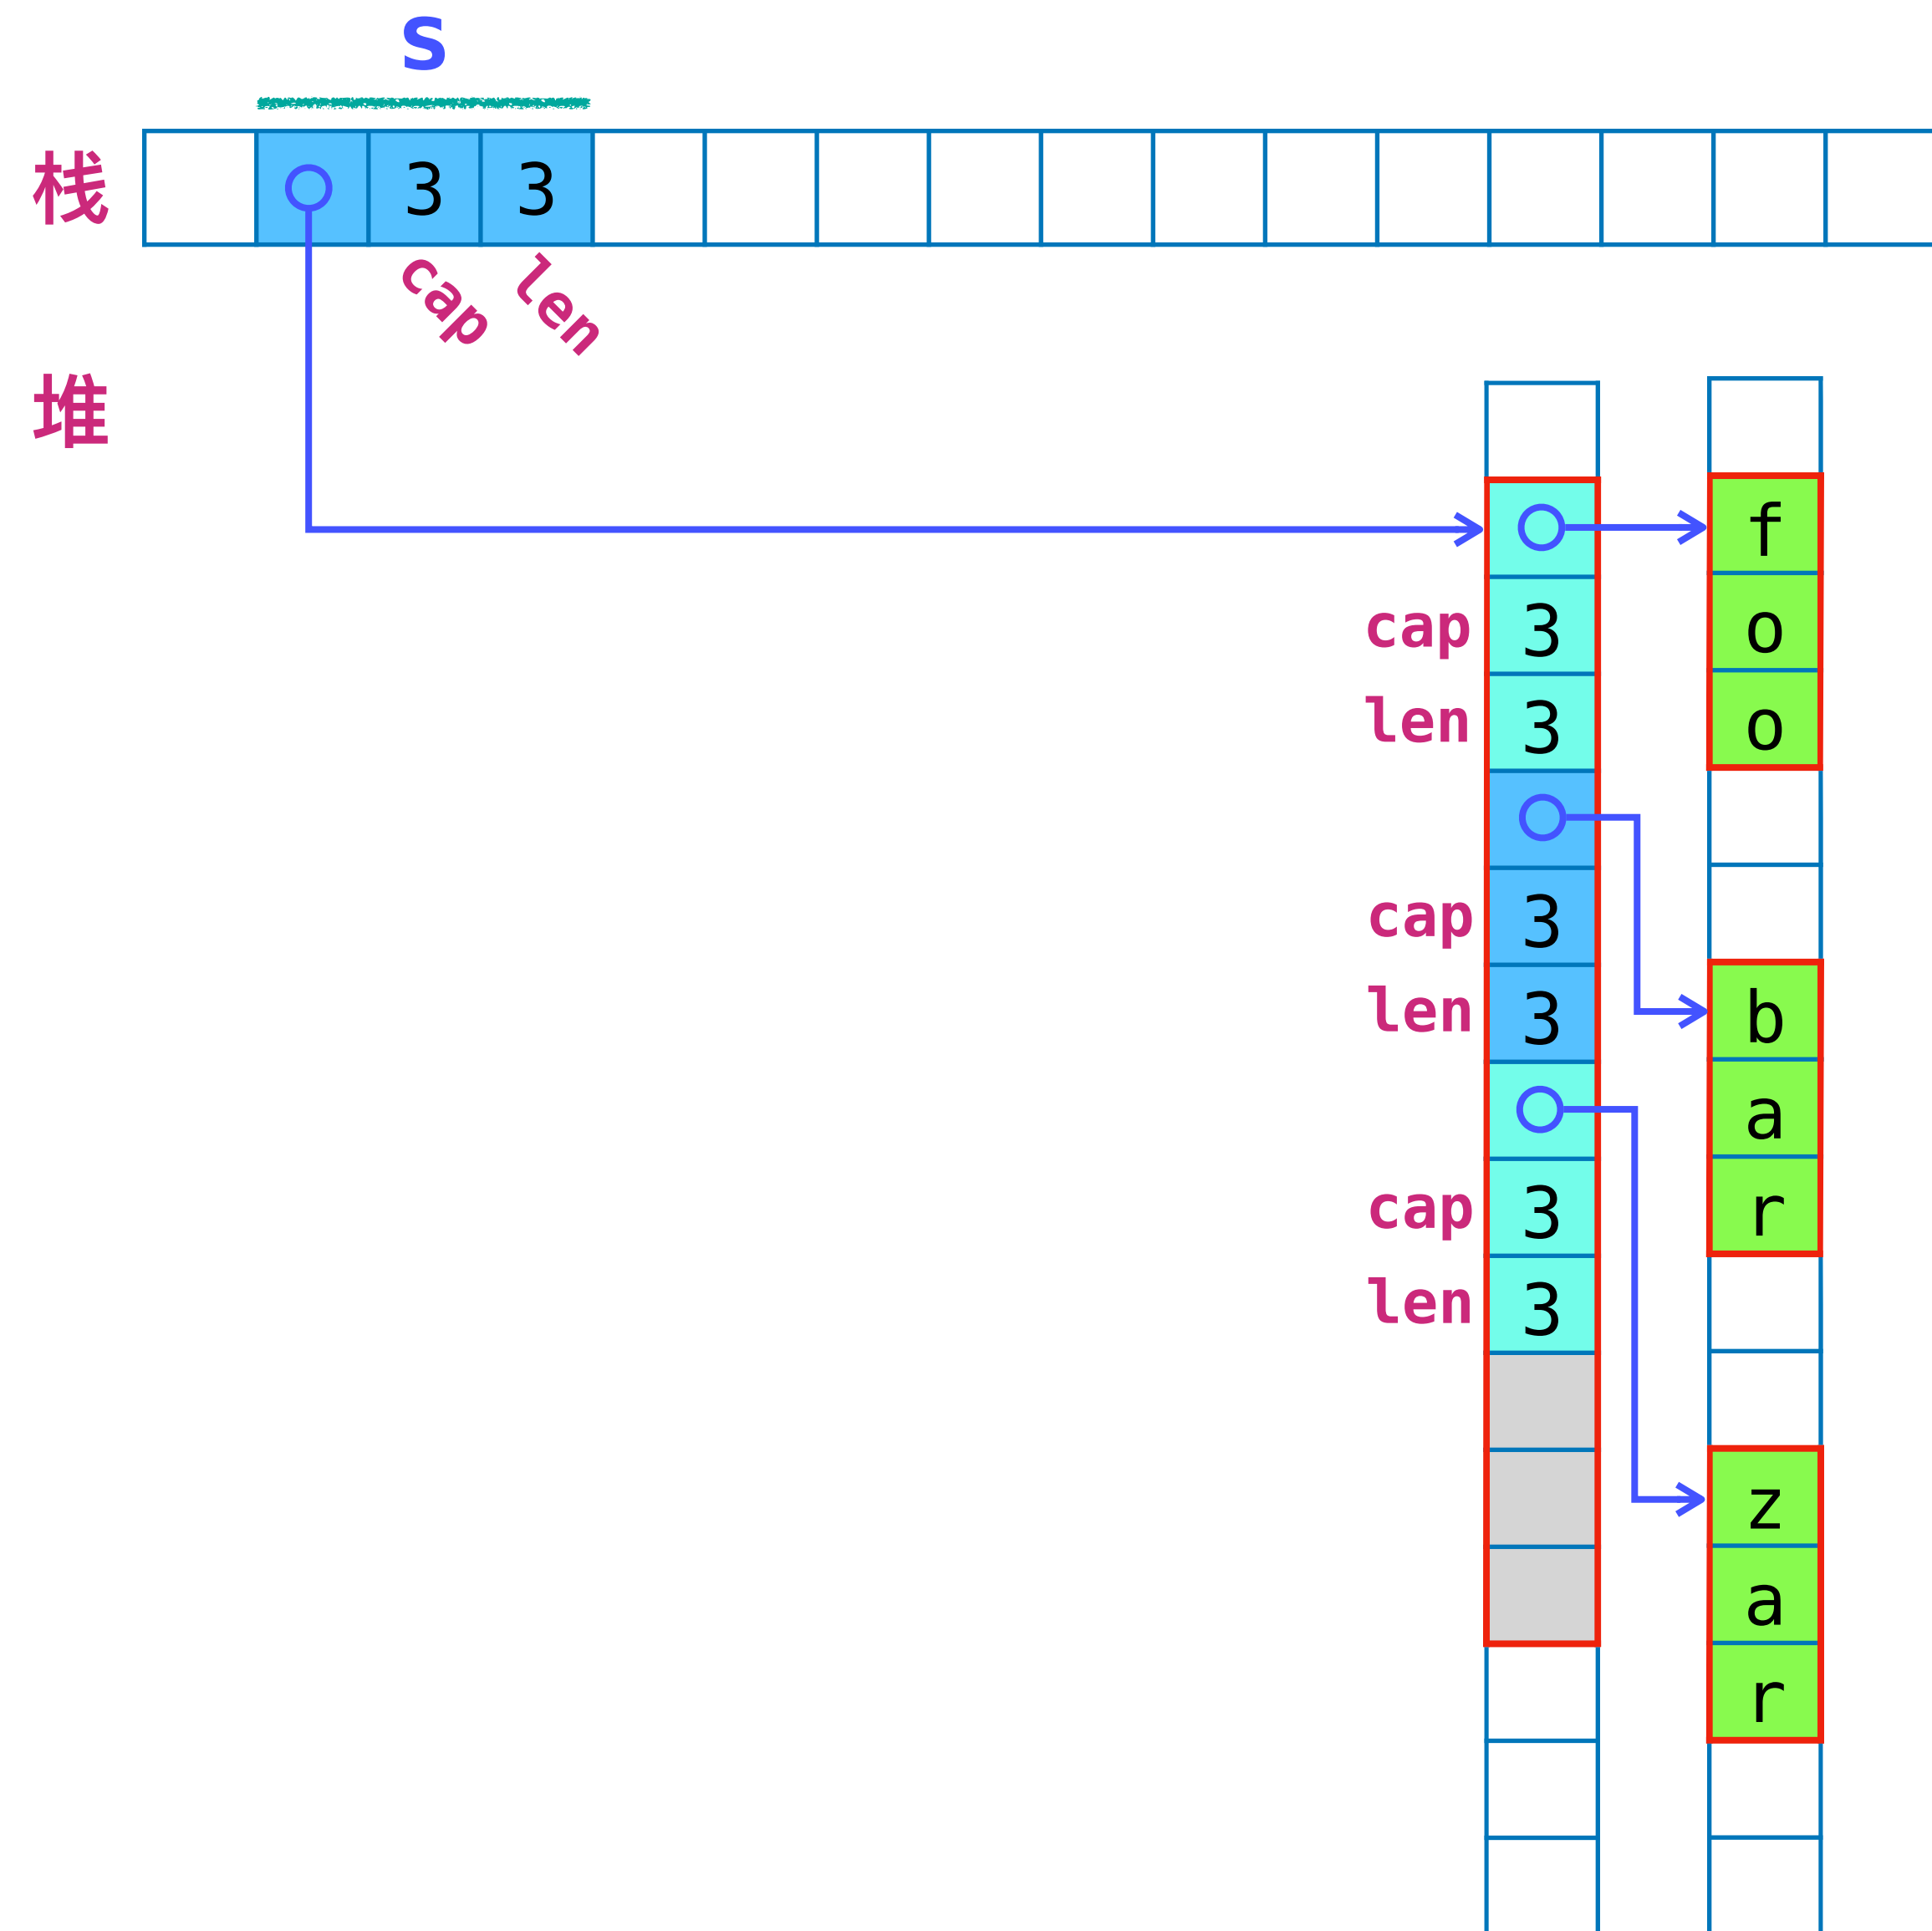 s
栈
3 3
cap len
堆
f
cap 3 o
len 3 o
cap 3
len 3 b
a
cap 3 r
len 3
z
a
r